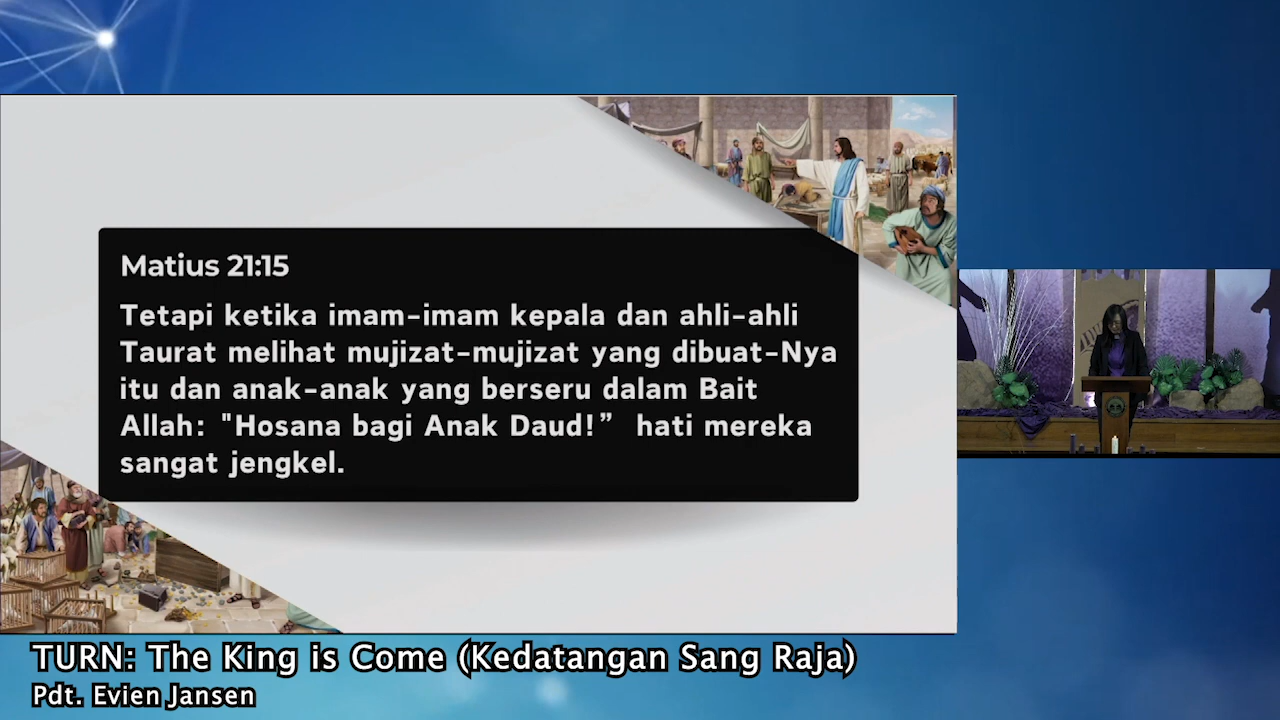 Matius 21:15
Tetapi ketika imam-imam kepala dan ahli-ahli
Taurat melihat mujizat-mujizat yang dibuat-Nya
itu dan anak-anak yang berseru dalam Bait
Allah: "Hosana bagi Anak Daud!” hati mereka
sangat jengkel.
TURN: The King is Come (Kedatangan Sang Raja)
Pdt. Evien Jansen